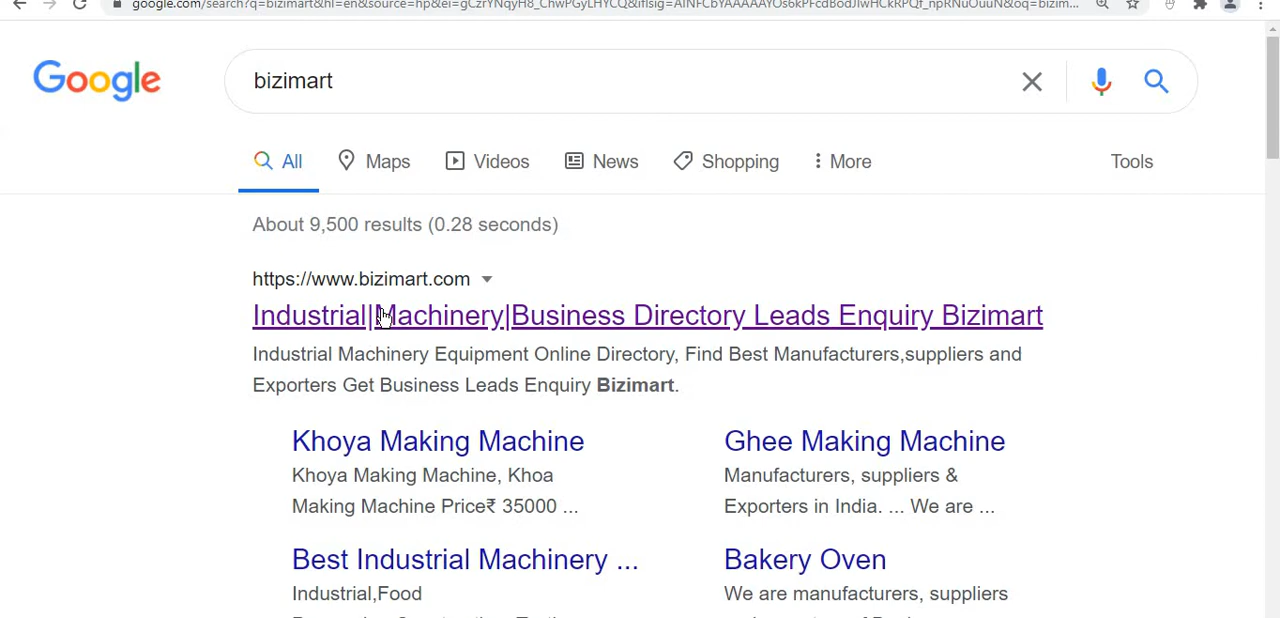 Google
bizimart
All
Maps
Videos
News
Shopping
More
Tools
About 9,500 results (0.28 seconds)
https://www.bizimart.com
Industrial|Machinery|Business Directory Leads Enquiry Bizimart
Industrial Machinery Equipment Online Directory, Find Best Manufacturers,suppliers and
Exporters Get Business Leads Enquiry Bizimart.
Khoya Making Machine
Khoya Making Machine, Khoa
Making Machine Price₹ 35000 ...
Ghee Making Machine
Manufacturers, suppliers &
Exporters in India. ... We are ...
Best Industrial Machinery ...
Industrial,Food
Bakery Oven
We are manufacturers, suppliers